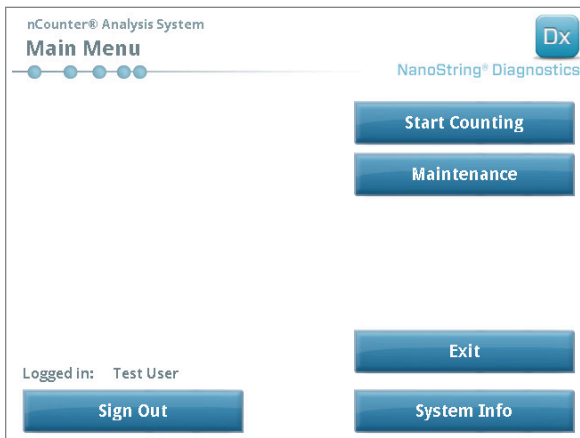 nCounter® Analysis System
Main Menu
Dx
NanoString® Diagnostics
Start Counting
Maintenance
Exit
Logged in: Test User
Sign Out
System Info